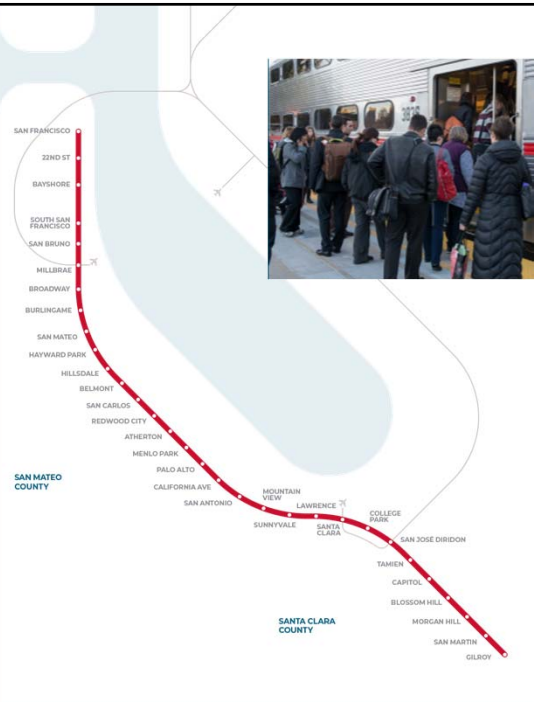 SAN FRANCISCO
22ND ST
BAYSHORE
SOUTH SAN
FRANCISCO
SAN BRUNO
MILLBRAE
BROADWAY
BURLINGAME
SAN MATEO
HAYWARD PARK
HILLSDALE
BELMONT
SAN CARLOS
REDWOOD CITY
ATHERTON
MENLO PARK
PALO ALTO
SAN MATEO
COUNTY
CALIFORNIA AVE
SAN ANTONIO
MOUNTAIN
VIEW
SUNNYVALE
LAWRENCE
SANTA
CLARA
COLLEGE
PARK
SAN JOSÉ DIRIDON
TAMIEN
CAPITOL
BLOSSOM HILL
SANTA CLARA
COUNTY
MORGAN HILL
SAN MARTIN
GILROY